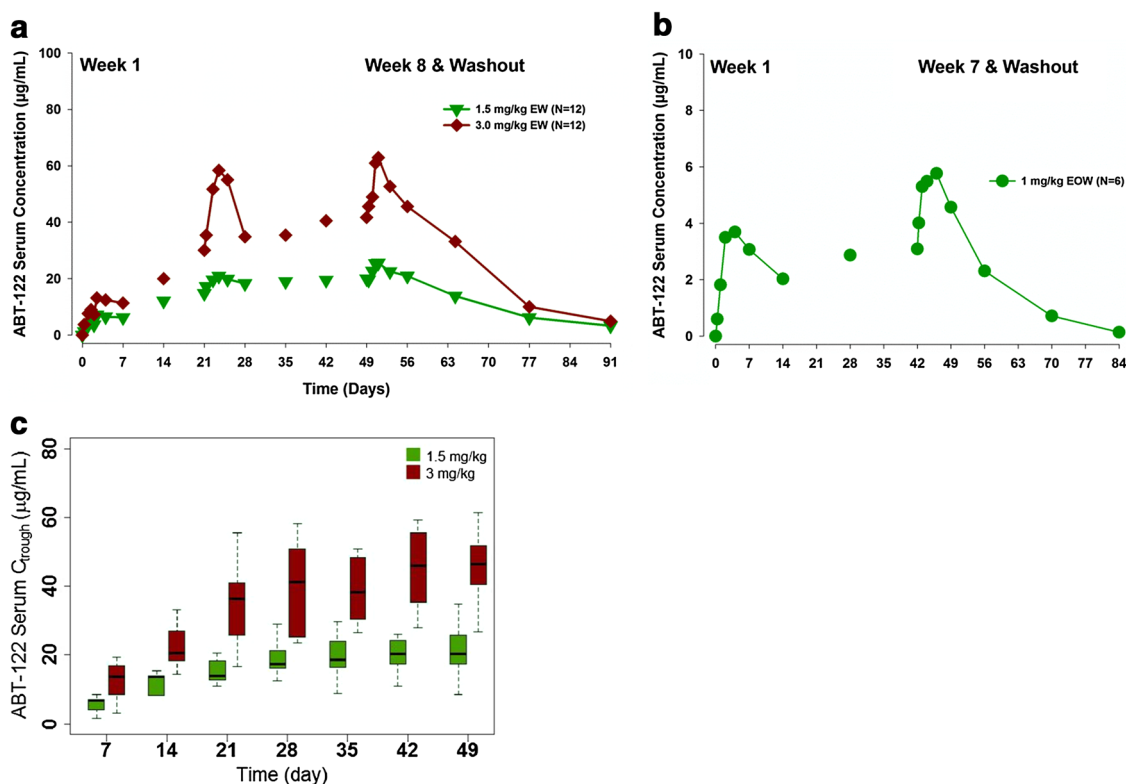 a
ABT-122 Serum Concentration (µg/mL)
100
80
60
40
20
0
Week 1
Week 8 & Washout
1.5 mg/kg EW (N=12)
3.0 mg/kg EW (N=12)
0 7 14 21 28 35 42 49 56 63 70 77 84 91
Time (Days)
b
ABT-122 Serum Concentration (µg/mL)
10
8
6
4
2
0
Week 1
Week 7 & Washout
1 mg/kg EOW (N=6)
0 7 14 21 28 35 42 49 56 63 70 77 84
c
ABT-122 Serum Ctrough (µg/mL)
80
60
40
20
0
1.5 mg/kg
3 mg/kg
7 14 21 28 35 42 49
Time (day)